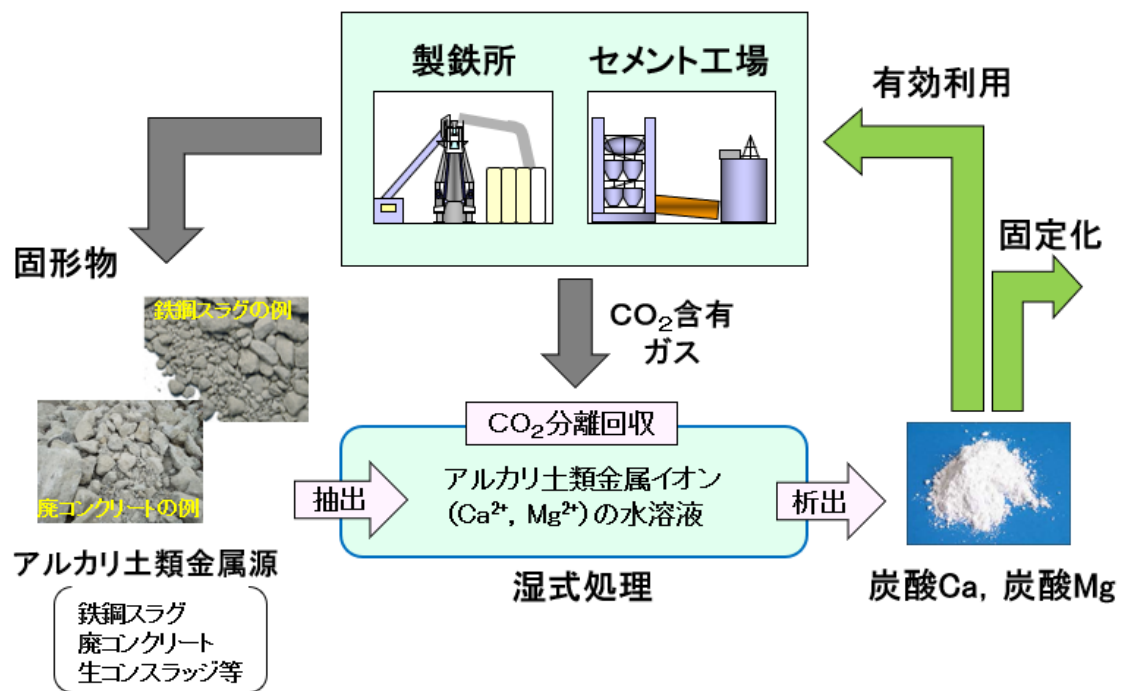 製鉄所
セメント工場
有効利用
固定化
固形物
鉄鋼スラグの例
廃コンクリートの例
CO₂含有
ガス
CO₂分離回収
抽出
アルカリ土類金属イオン
(Ca²⁺, Mg²⁺)の水溶液
析出
湿式処理
炭酸Ca, 炭酸Mg
アルカリ土類金属源
鉄鋼スラグ
廃コンクリート
生コンスラッジ等